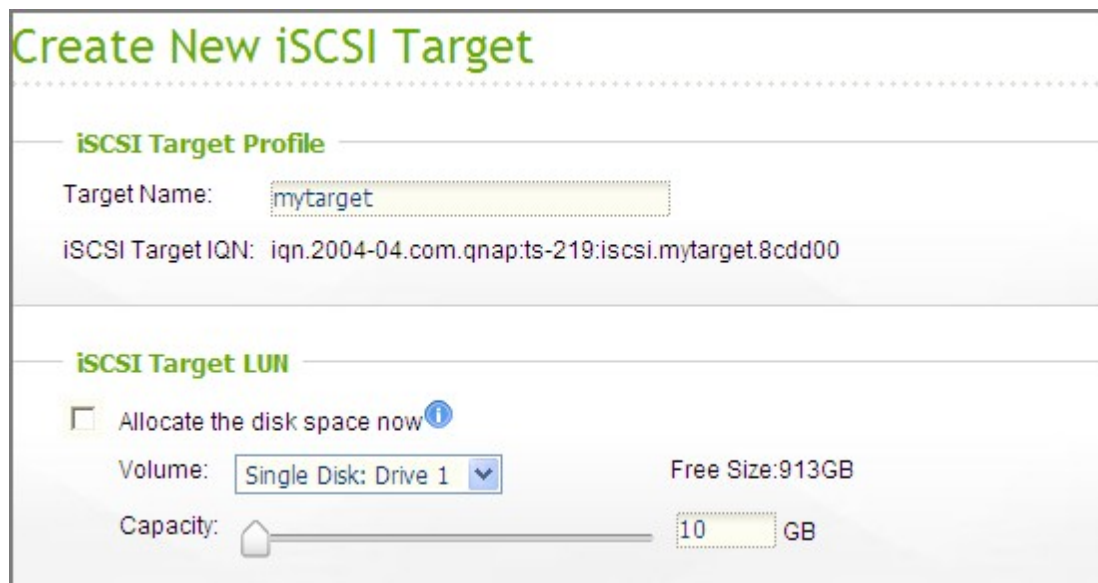 Create New iSCSI Target
iSCSI Target Profile
Target Name: mytarget
iSCSI Target IQN: iqn.2004-04.com.qnap:ts-219:iscsi.mytarget.8cdd00
iSCSI Target LUN
Allocate the disk space now
Volume: Single Disk: Drive 1 Free Size:913GB
Capacity: 10 GB